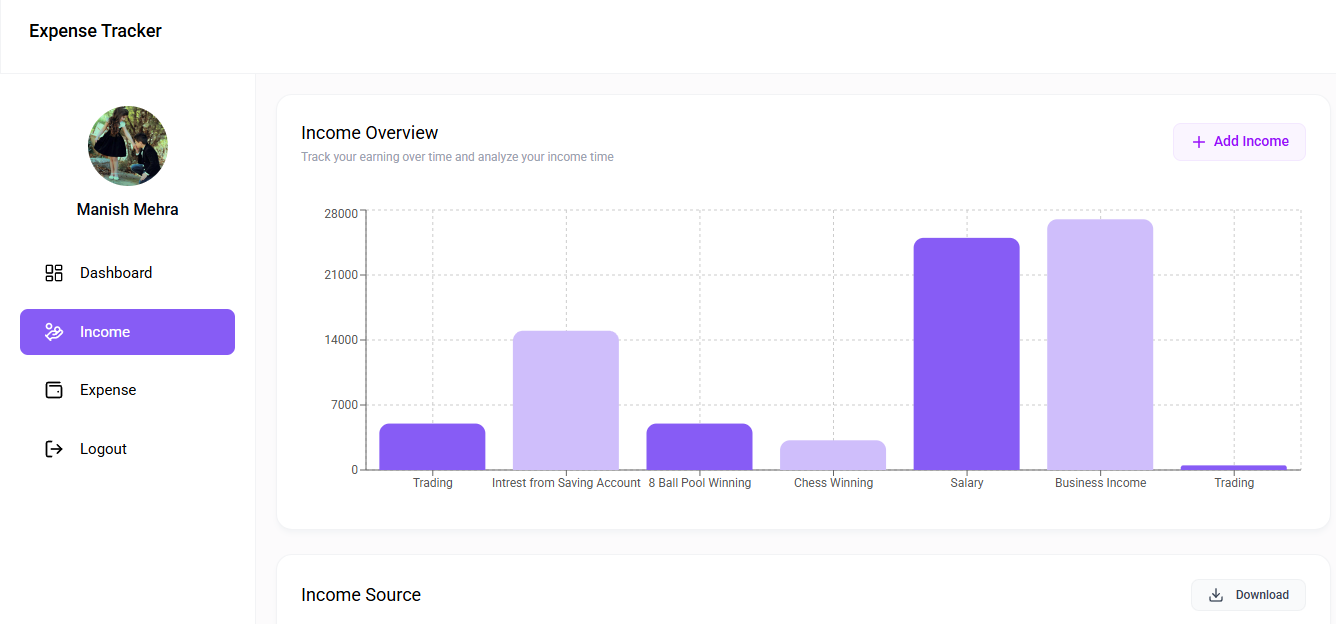 Expense Tracker
Manish Mehra
Dashboard
Income
Expense
Logout
Income Overview
Track your earning over time and analyze your income time
Add Income
28000
21000
14000
7000
0
Trading Intrest from Saving Account 8 Ball Pool Winning Chess Winning Salary Business Income Trading
Income Source
Download